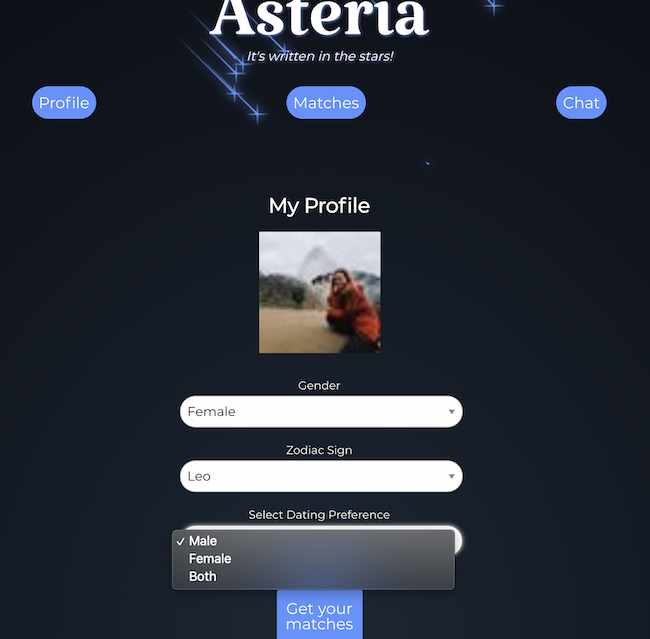 Asteria
It's written in the stars!
Profile
Matches
Chat
My Profile
Gender
Female
Zodiac Sign
Leo
Select Dating Preference
Male
Female
Both
Get your
matches